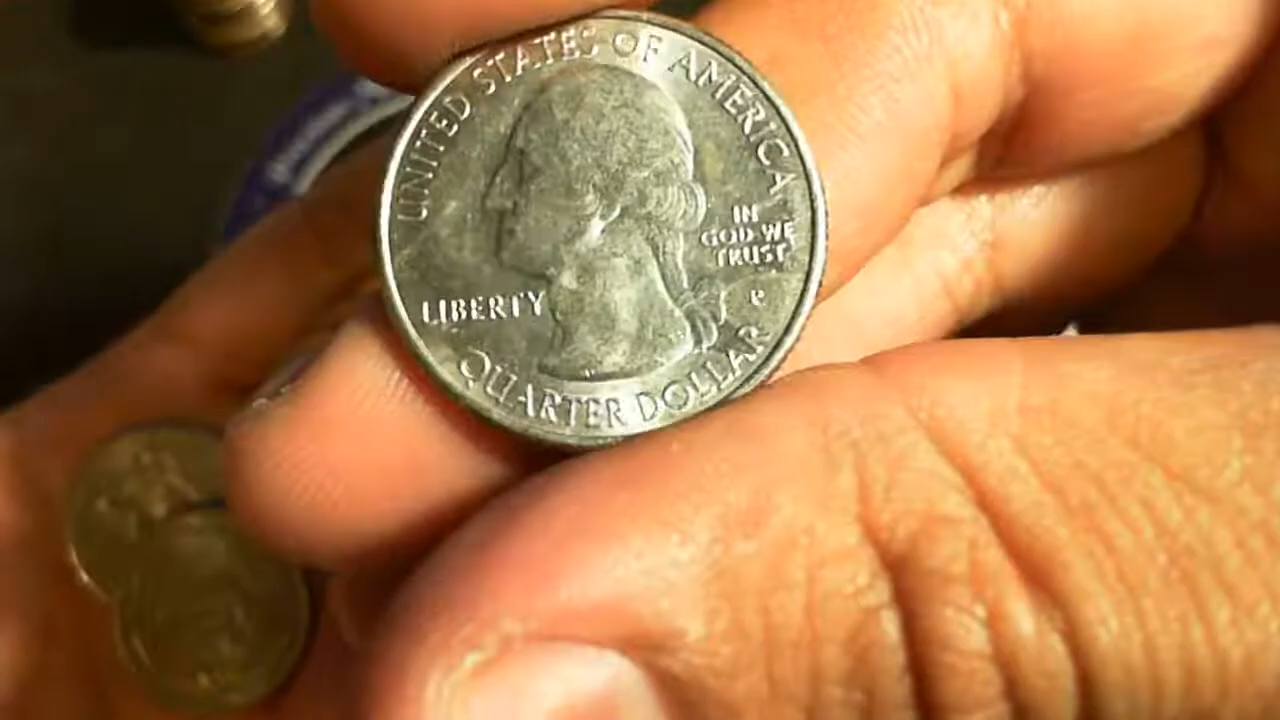 UNITED STATES OF AMERICA
IN
GOD WE
TRUST
LIBERTY
P
QUARTER DOLLAR